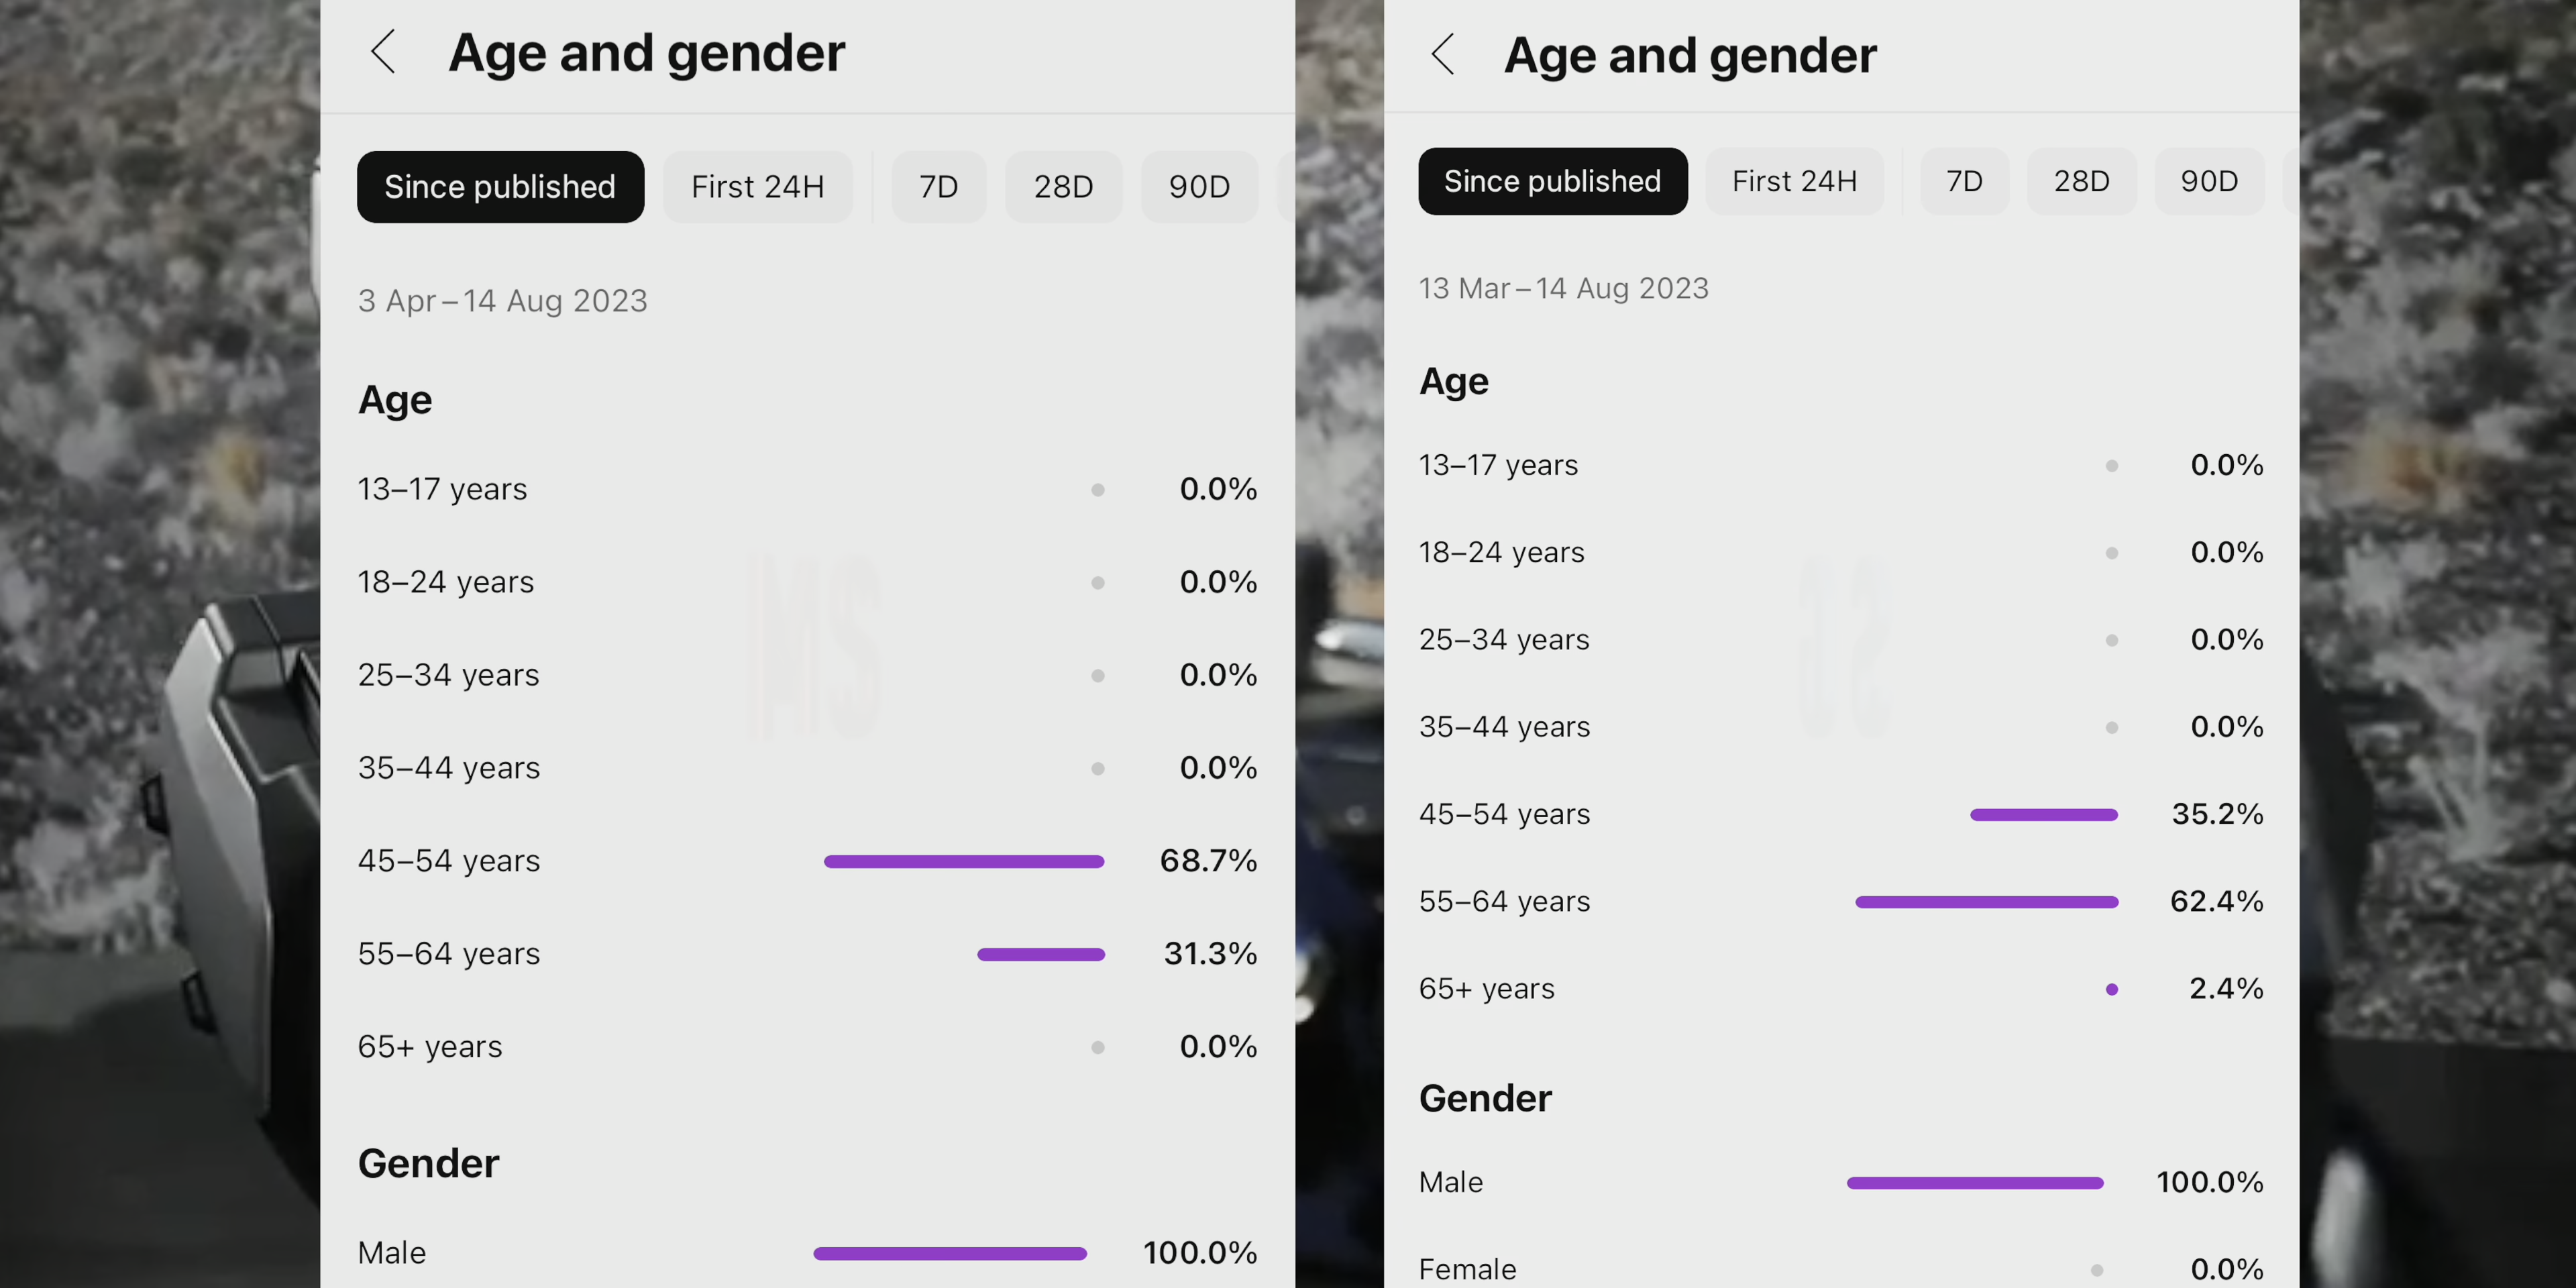 Age and gender
Since published First 24H 7D 28D 90D
3 Apr – 14 Aug 2023
Age
13–17 years 0.0%
18–24 years 0.0%
25–34 years 0.0%
35–44 years 0.0%
45–54 years 68.7%
55–64 years 31.3%
65+ years 0.0%
Gender
Male 100.0%
Age and gender
Since published First 24H 7D 28D 90D
13 Mar – 14 Aug 2023
Age
13–17 years 0.0%
18–24 years 0.0%
25–34 years 0.0%
35–44 years 0.0%
45–54 years 35.2%
55–64 years 62.4%
65+ years 2.4%
Gender
Male 100.0%
Female 0.0%